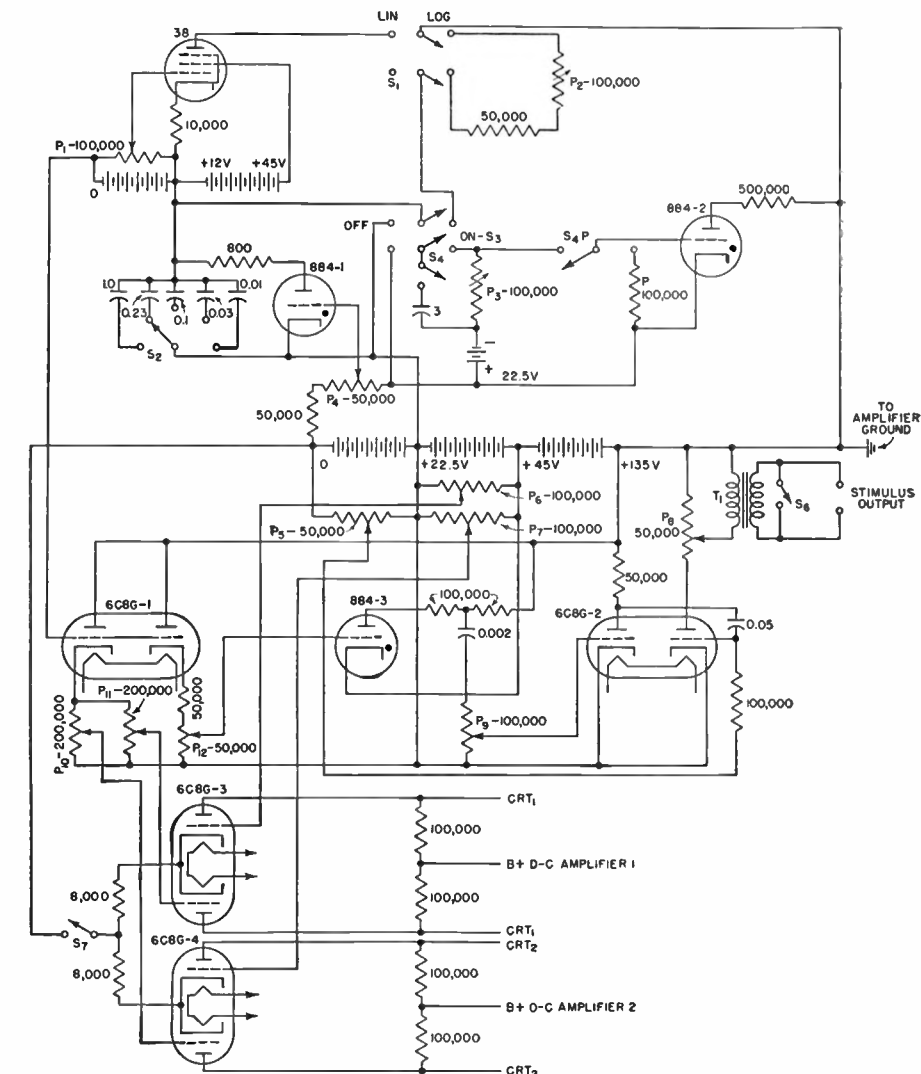 LIN LOG
38
S1
P2-100,000
50,000
10,000
P1-100,000
+12V +45V
0
500,000
884-2
OFF
ON-S3
S4
S4P
800
884-1
1.0
0.23
0.1
0.03
0.01
S2
P3-100,000
3
P
100,000
-
+
22.5V
P4-50,000
50,000
TO
AMPLIFIER
GROUND
0
+22.5V
+45V
+135V
P6-100,000
P5-50,000
P7-100,000
P8
50,000
T1
S6
STIMULUS
OUTPUT
50,000
6C8G-1
884-3
100,000
0.002
6C8G-2
0.05
100,000
P11-200,000
50,000
P10-200,000
P12-50,000
P9-100,000
6C8G-3
CRT1
100,000
B+ D-C AMPLIFIER 1
100,000
CRT1
8,000
S7
8,000
6C8G-4
CRT2
100,000
B+ D-C AMPLIFIER 2
100,000
CRT2